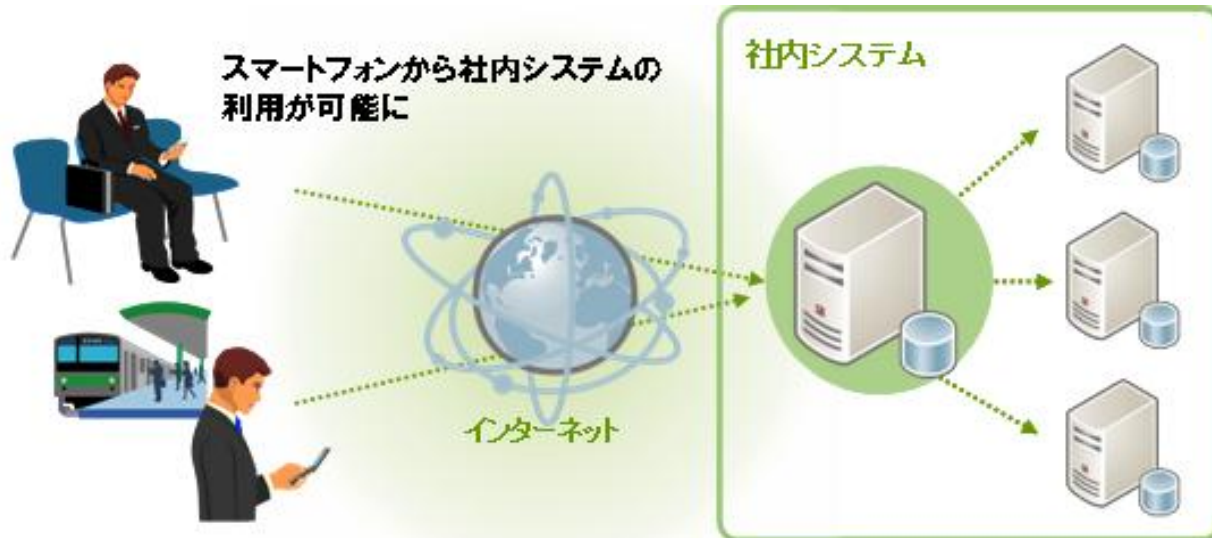 スマートフォンから社内システムの
利用が可能に
社内システム
インターネット